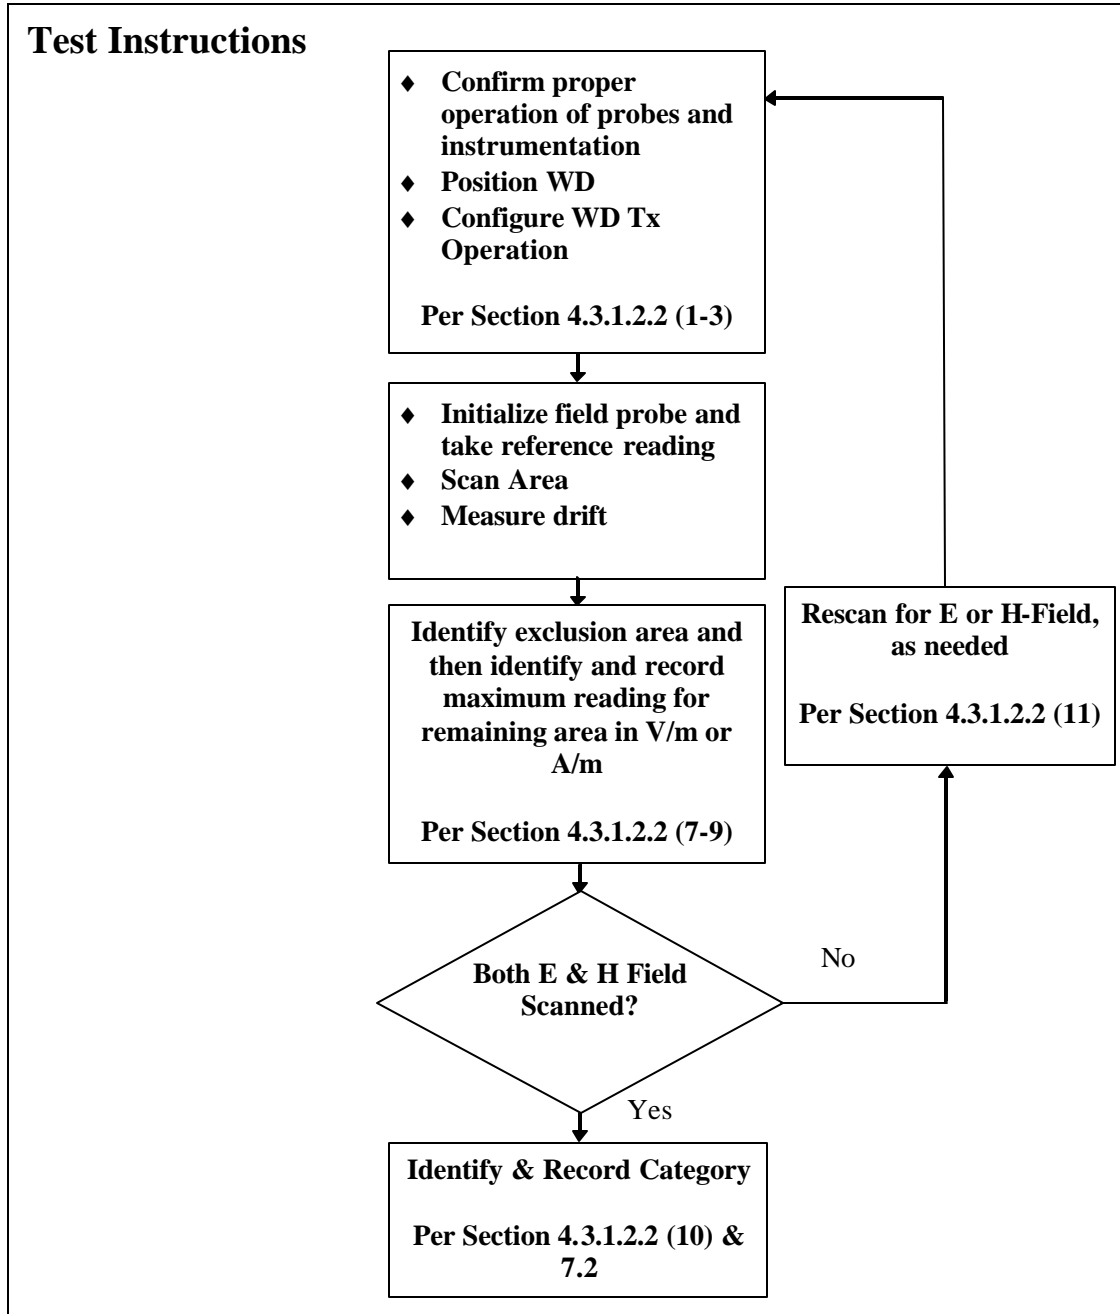 Test Instructions
♦ Confirm proper
operation of probes and
instrumentation
♦ Position WD
♦ Configure WD Tx
Operation
Per Section 4.3.1.2.2 (1-3)
♦ Initialize field probe and
take reference reading
♦ Scan Area
♦ Measure drift
Identify exclusion area and
then identify and record
maximum reading for
remaining area in V/m or
A/m
Per Section 4.3.1.2.2 (7-9)
Rescan for E or H-Field,
as needed
Per Section 4.3.1.2.2 (11)
Both E & H Field
Scanned?
No
Yes
Identify & Record Category
Per Section 4.3.1.2.2 (10) &
7.2